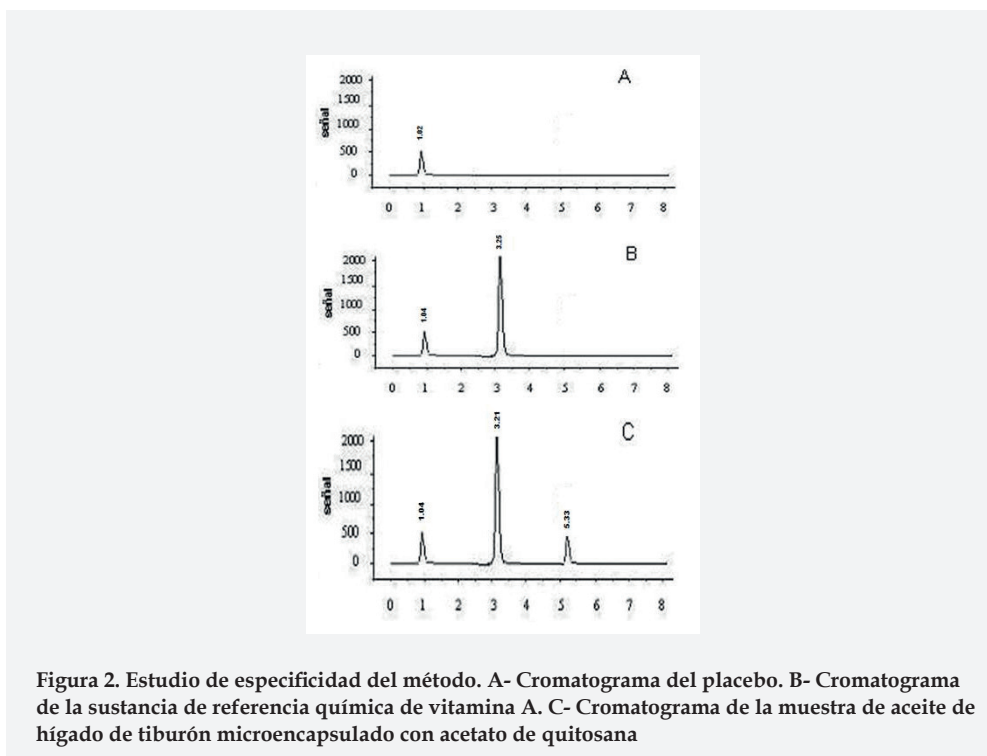 A
2000
1500
1000
500
0
señal
1.02
0 1 2 3 4 5 6 7 8
B
2000
1500
1000
500
0
señal
1.04
3.25
0 1 2 3 4 5 6 7 8
C
2000
1500
1000
500
0
señal
1.04
3.21
5.33
0 1 2 3 4 5 6 7 8
Figura 2. Estudio de especificidad del método. A- Cromatograma del placebo. B- Cromatograma
de la sustancia de referencia química de vitamina A. C- Cromatograma de la muestra de aceite de
hígado de tiburón microencapsulado con acetato de quitosana